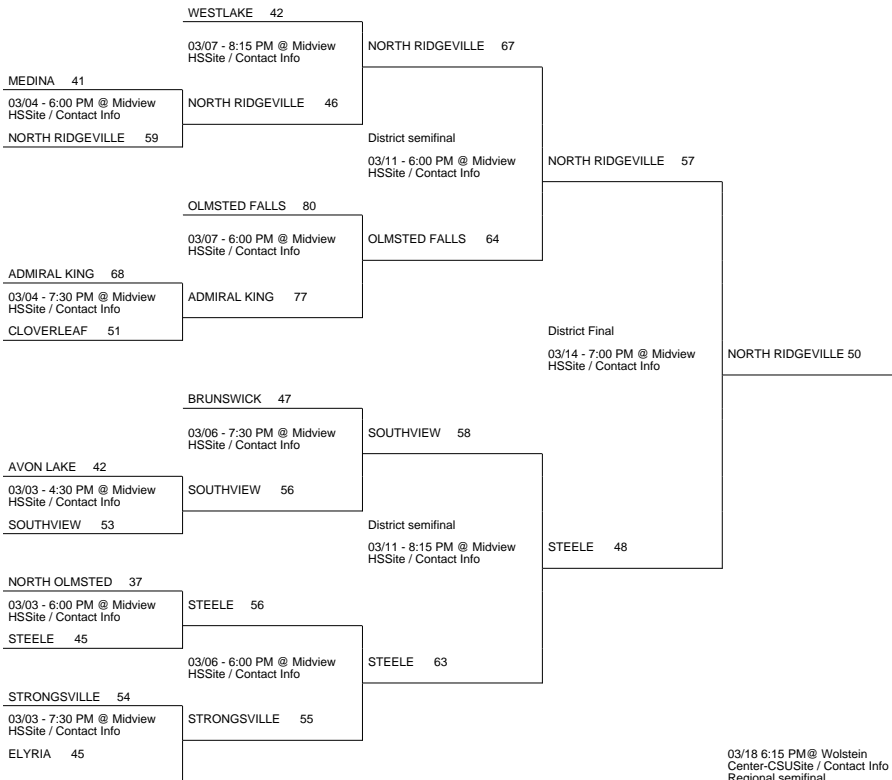 WESTLAKE 42
03/07 - 8:15 PM @ Midview
HSSite / Contact Info
NORTH RIDGEVILLE 67
MEDINA 41
03/04 - 6:00 PM @ Midview
HSSite / Contact Info
NORTH RIDGEVILLE 46
NORTH RIDGEVILLE 59
District semifinal
03/11 - 6:00 PM @ Midview
HSSite / Contact Info
NORTH RIDGEVILLE 57
OLMSTED FALLS 80
03/07 - 6:00 PM @ Midview
HSSite / Contact Info
OLMSTED FALLS 64
ADMIRAL KING 68
03/04 - 7:30 PM @ Midview
HSSite / Contact Info
ADMIRAL KING 77
CLOVERLEAF 51
District Final
03/14 - 7:00 PM @ Midview
HSSite / Contact Info
NORTH RIDGEVILLE 50
BRUNSWICK 47
03/06 - 7:30 PM @ Midview
HSSite / Contact Info
SOUTHVIEW 58
AVON LAKE 42
03/03 - 4:30 PM @ Midview
HSSite / Contact Info
SOUTHVIEW 56
SOUTHVIEW 53
District semifinal
03/11 - 8:15 PM @ Midview
HSSite / Contact Info
STEELE 48
NORTH OLMSTED 37
03/03 - 6:00 PM @ Midview
HSSite / Contact Info
STEELE 56
STEELE 45
03/06 - 6:00 PM @ Midview
HSSite / Contact Info
STEELE 63
STRONGSVILLE 54
03/03 - 7:30 PM @ Midview
HSSite / Contact Info
STRONGSVILLE 55
ELYRIA 45
03/18 6:15 PM@ Wolstein
Center-CSUSite / Contact Info
Regional semifinal